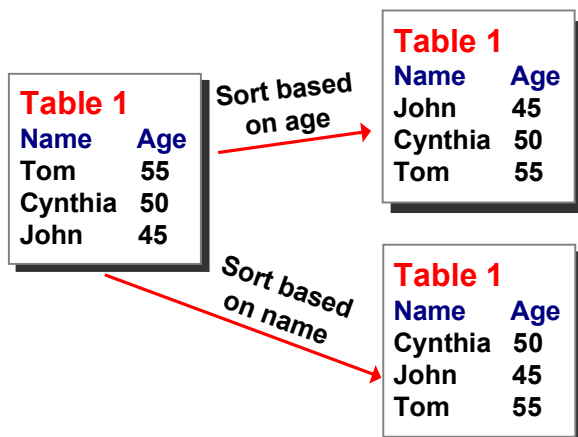 Table 1
Name Age
Tom 55
Cynthia 50
John 45
Sort based
on age
Table 1
Name Age
John 45
Cynthia 50
Tom 55
Sort based
on name
Table 1
Name Age
Cynthia 50
John 45
Tom 55